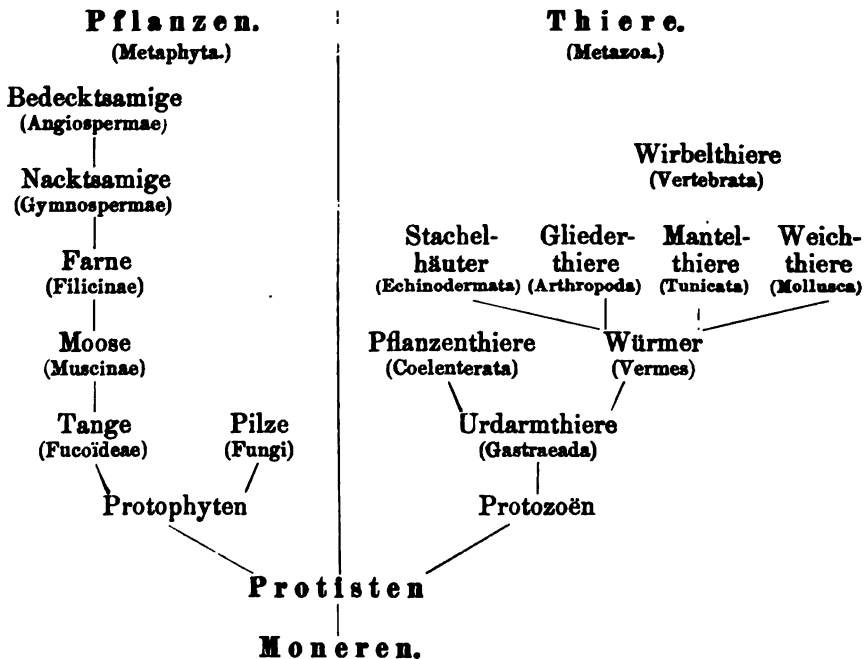 Pflanzen.
(Metaphyta.)
Thiere.
(Metazoa.)
Bedecktsamige
(Angiospermae)
Nacktsamige
(Gymnospermae)
Farne
(Filicinae)
Moose
(Muscinae)
Tange
(Fucoïdeae)
Pilze
(Fungi)
Protophyten
Wirbelthiere
(Vertebrata)
Stachel-
häuter
(Echinodermata)
Glieder-
thiere
(Arthropoda)
Mantel-
thiere
(Tunicata)
Weich-
thiere
(Mollusca)
Pflanzenthiere
(Coelenterata)
Würmer
(Vermes)
Urdarmthiere
(Gastraeada)
Protozoën
Protisten
Moneren.